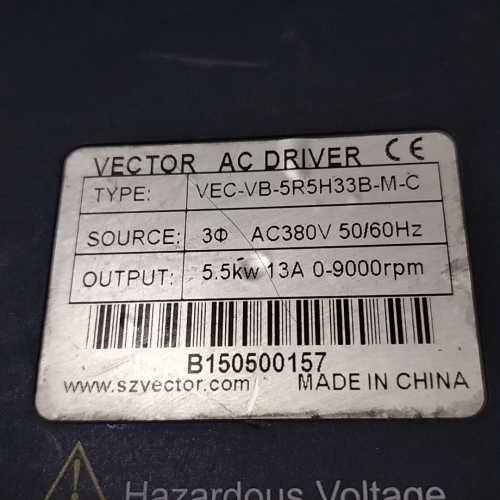 VECTOR AC DRIVER CE
TYPE: VEC-VB-5R5H33B-M-C
SOURCE: 3Φ AC380V 50/60Hz
OUTPUT: 5.5kw 13A 0-9000rpm
B150500157
www.szvector.com MADE IN CHINA
Hazardous Voltage